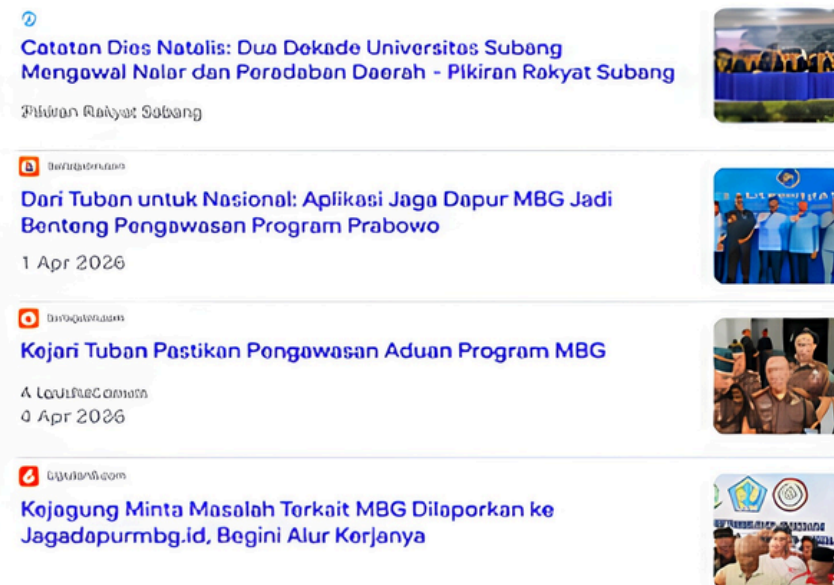 Catatan Dies Natalis: Dua Dekade Universitas Subang
Mengawal Nalar dan Peradaban Daerah - Pikiran Rakyat Subang
Pikiran Rakyat Subang
Dari Tuban untuk Nasional: Aplikasi Jaga Dapur MBG Jadi
Benteng Pengawasan Program Prabowo
1 Apr 2026
Kejari Tuban Pastikan Pengawasan Aduan Program MBG
Apr 2026
Kejagung Minta Masalah Terkait MBG Dilaporkan ke
Jagadapurmbg.id, Begini Alur Kerjanya